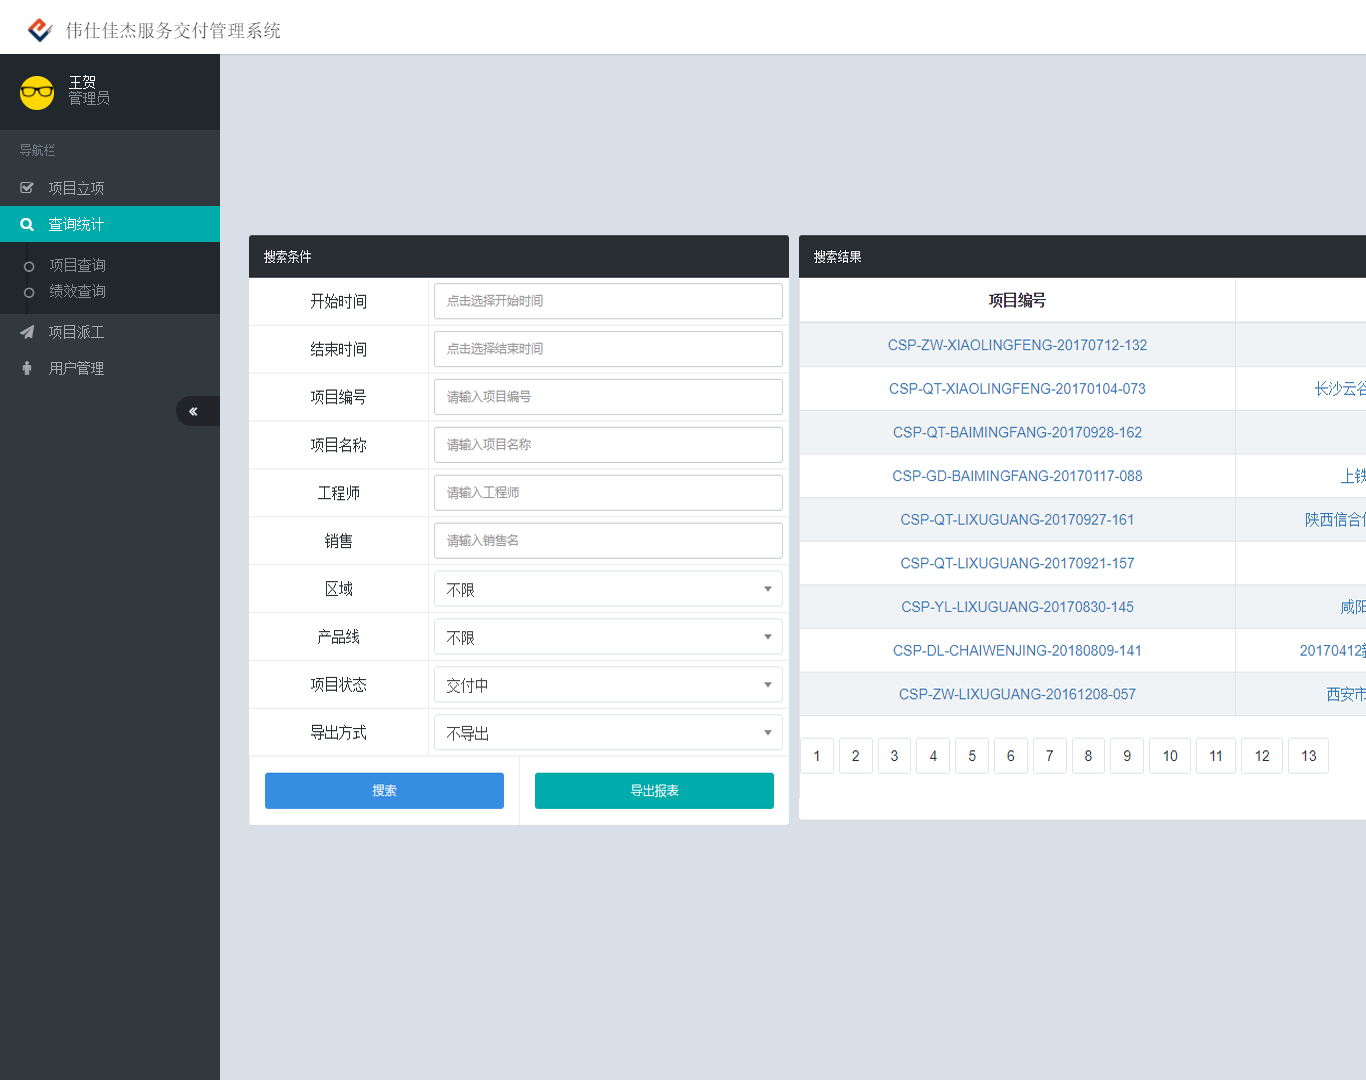 伟仕佳杰服务交付管理系统
王贺
管理员
导航栏
项目立项
查询统计
项目查询
绩效查询
项目派工
用户管理
搜索条件
开始时间 点击选择开始时间
结束时间 点击选择结束时间
项目编号 请输入项目编号
项目名称 请输入项目名称
工程师 请输入工程师
销售 请输入销售名
区域 不限
产品线 不限
项目状态 交付中
导出方式 不导出
搜索 导出报表
搜索结果
项目编号
CSP-ZW-XIAOLINGFENG-20170712-132
CSP-QT-XIAOLINGFENG-20170104-073 长沙云谷
CSP-QT-BAIMINGFANG-20170928-162
CSP-GD-BAIMINGFANG-20170117-088 上铁
CSP-QT-LIXUGUANG-20170927-161 陕西信合
CSP-QT-LIXUGUANG-20170921-157
CSP-YL-LIXUGUANG-20170830-145 咸阳
CSP-DL-CHAIWENJING-20180809-141 20170412
CSP-ZW-LIXUGUANG-20161208-057 西安市
1 2 3 4 5 6 7 8 9 10 11 12 13